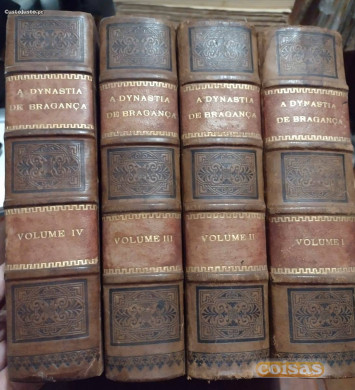 CustoJusto.pt
A DYNASTIA
DE BRAGANÇA
VOLUME IV
A DYNASTIA
DE BRAGANÇA
VOLUME III
A DYNASTIA
DE BRAGANÇA
VOLUME II
A DYNASTIA
DE BRAGANÇA
VOLUME I
coisas